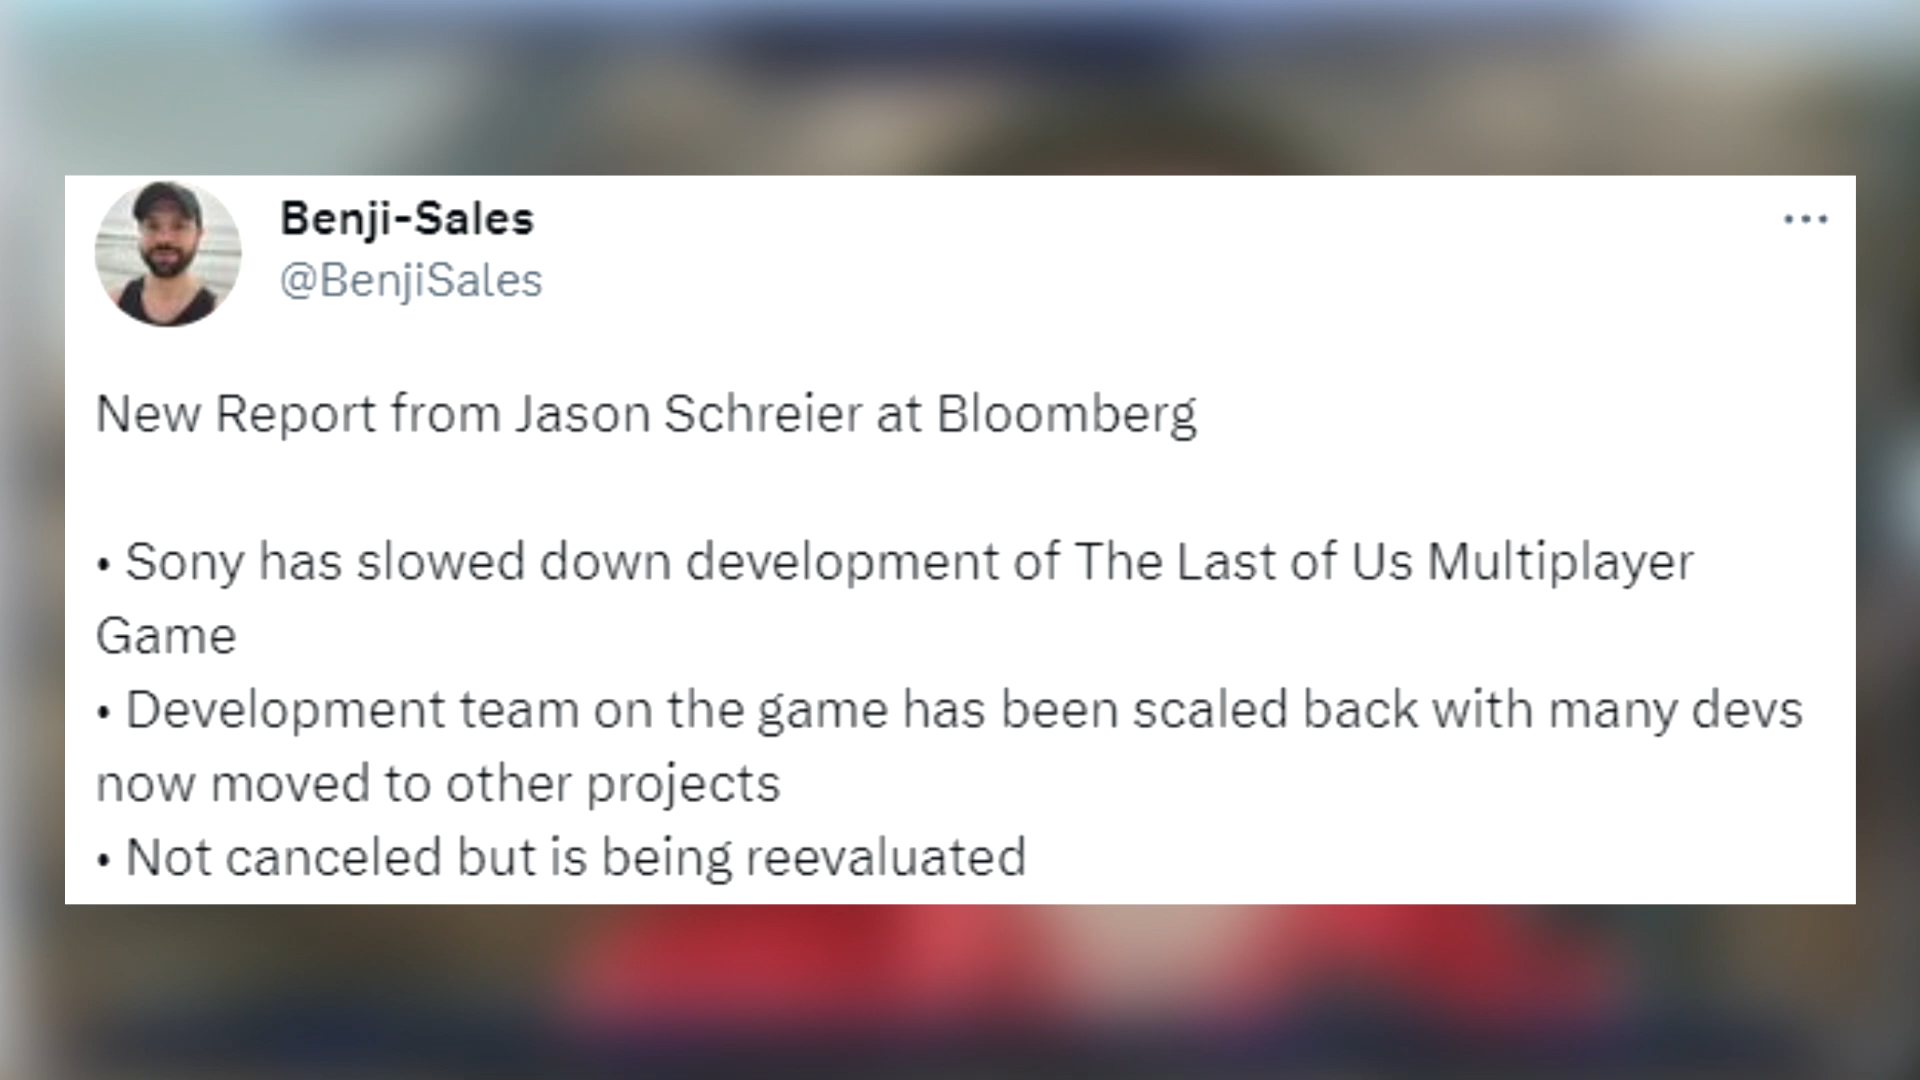 Benji-Sales
@BenjiSales
New Report from Jason Schreier at Bloomberg
• Sony has slowed down development of The Last of Us Multiplayer
Game
• Development team on the game has been scaled back with many devs
now moved to other projects
• Not canceled but is being reevaluated